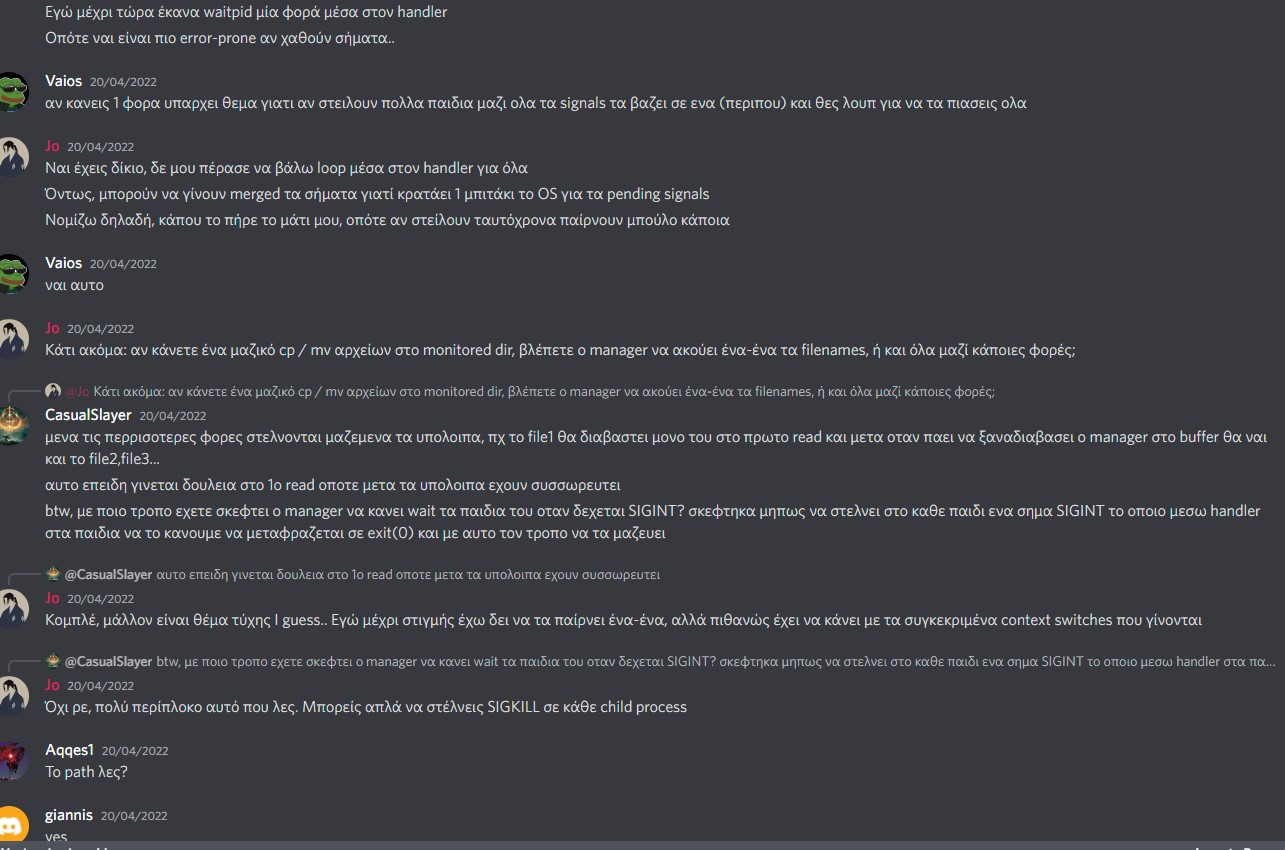 Εγώ μέχρι τώρα έκανα waitpid μία φορά μέσα στον handler
Οπότε ναι είναι πιο error-prone αν χαθούν σήματα..
Vaios 20/04/2022
αν κανεις 1 φορα υπαρχει θεμα γιατι αν στειλουν πολλα παιδια μαζι ολα τα signals τα βαζει σε ενα (περιπου) και θες λουπ για να τα πιασεις ολα
Jo 20/04/2022
Ναι έχεις δίκιο, δε μου πέρασε να βάλω loop μέσα στον handler για όλα
Όντως, μπορούν να γίνουν merged τα σήματα γιατί κρατάει 1 μπιτάκι το OS για τα pending signals
Νομίζω δηλαδή, κάπου το πήρε το μάτι μου, οπότε αν στείλουν ταυτόχρονα παίρνουν μπούλο κάποια
Vaios 20/04/2022
ναι αυτο
Jo 20/04/2022
Κάτι ακόμα: αν κάνετε ένα μαζικό cp / mv αρχείων στο monitored dir, βλέπετε ο manager να ακούει ένα-ένα τα filenames, ή και όλα μαζί κάποιες φορές;
@Jo Κάτι ακόμα: αν κάνετε ένα μαζικό cp / mv αρχείων στο monitored dir, βλέπετε ο manager να ακούει ένα-ένα τα filenames, ή και όλα μαζί κάποιες φορές;
CasualSlayer 20/04/2022
μενα τις περρισοτερες φορες στελνονται μαζεμενα τα υπολοιπα, πχ το file1 θα διαβαστει μονο του στο πρωτο read και μετα οταν παει να ξαναδιαβασει ο manager στο buffer θα ναι
και το file2,file3...
αυτο επειδη γινεται δουλεια στο 1ο read οποτε μετα τα υπολοιπα εχουν συσσωρευτει
btw, με ποιο τροπο εχετε σκεφτει ο manager να κανει wait τα παιδια του οταν δεχεται SIGINT? σκεφτηκα μηπως να στελνει στο καθε παιδι ενα σημα SIGINT το οποιο μεσω handler
στα παιδια να το κανουμε να μεταφραζεται σε exit(0) και με αυτο τον τροπο να τα μαζευει
@CasualSlayer αυτο επειδη γινεται δουλεια στο 1ο read οποτε μετα τα υπολοιπα εχουν συσσωρευτει
Jo 20/04/2022
Κομπλέ, μάλλον είναι θέμα τύχης I guess.. Εγώ μέχρι στιγμής έχω δει να τα παίρνει ένα-ένα, αλλά πιθανώς έχει να κάνει με τα συγκεκριμένα context switches που γίνονται
@CasualSlayer btw, με ποιο τροπο εχετε σκεφτει ο manager να κανει wait τα παιδια του οταν δεχεται SIGINT? σκεφτηκα μηπως να στελνει στο καθε παιδι ενα σημα SIGINT το οποιο μεσω handler στα πα...
Jo 20/04/2022
Όχι ρε, πολύ περίπλοκο αυτό που λες. Μπορείς απλά να στέλνεις SIGKILL σε κάθε child process
Aqqes1 20/04/2022
Το path λες?
giannis 20/04/2022
yes